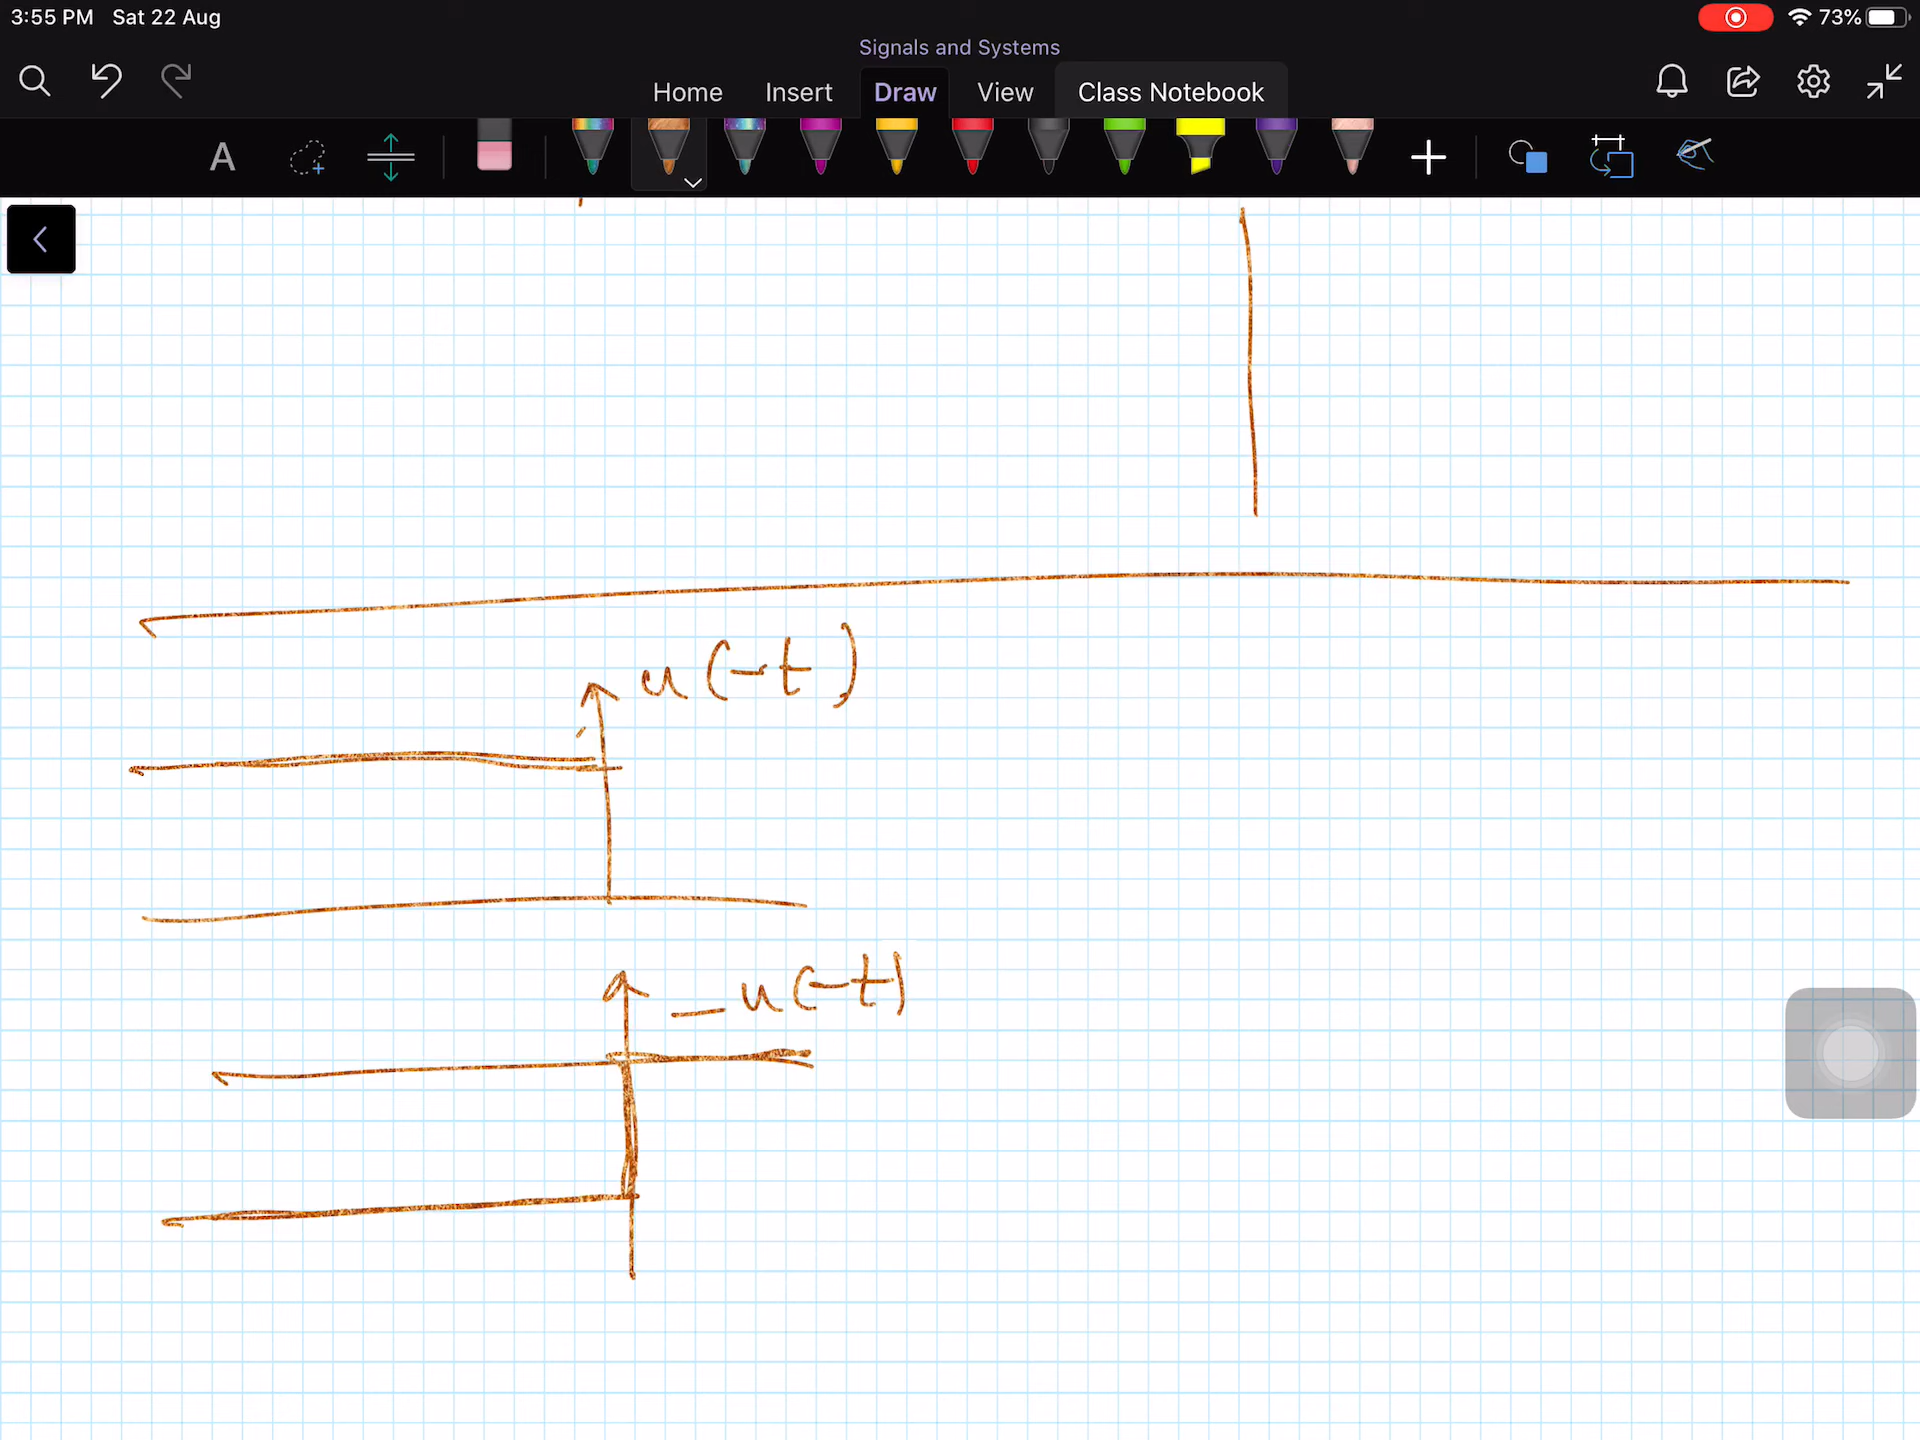 3:55 PM Sat 22 Aug
73%
Signals and Systems
Home Insert Draw View Class Notebook
A
u(-t)
-u(-t)